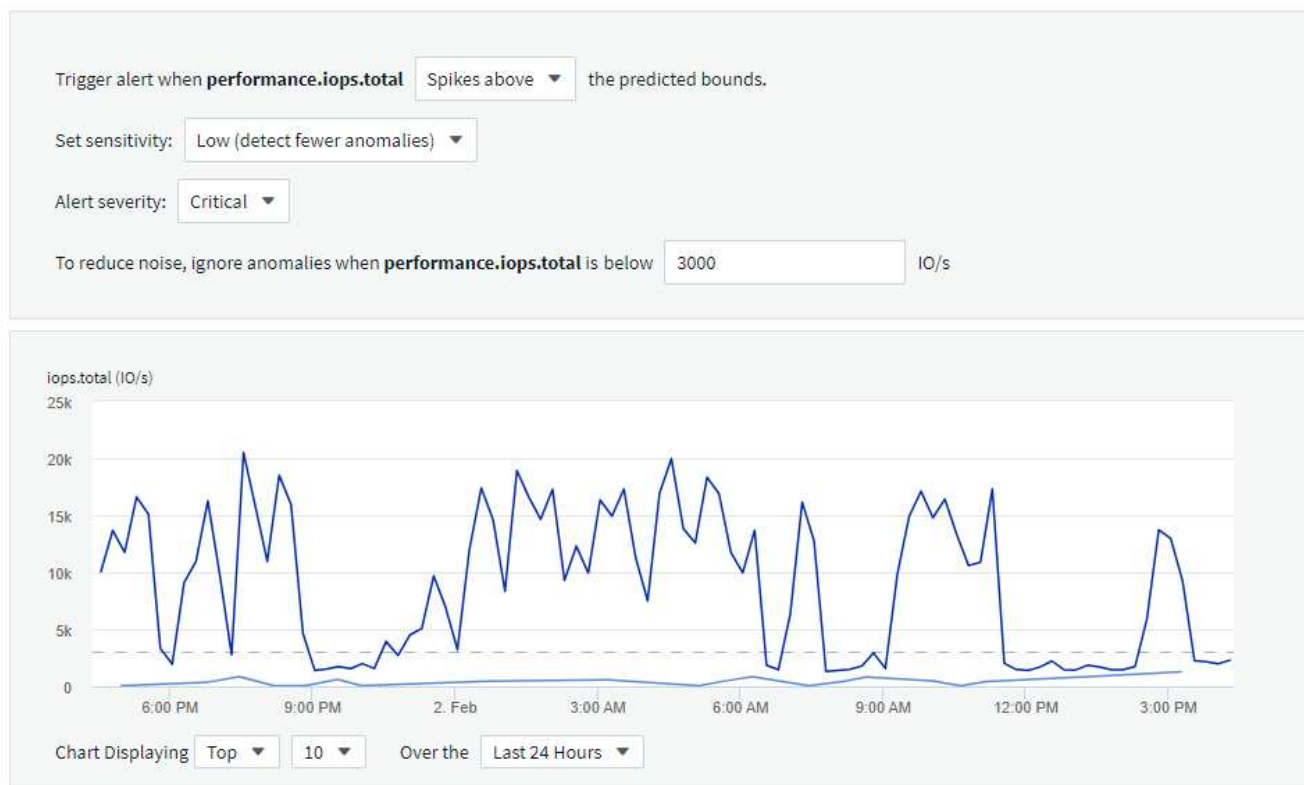 Trigger alert when performance.iops.total Spikes above the predicted bounds.
Set sensitivity: Low (detect fewer anomalies)
Alert severity: Critical
To reduce noise, ignore anomalies when performance.iops.total is below 3000 IO/s
iops.total (IO/s)
25k
20k
15k
10k
5k
0
6:00 PM 9:00 PM 2. Feb 3:00 AM 6:00 AM 9:00 AM 12:00 PM 3:00 PM
Chart Displaying Top 10 Over the Last 24 Hours